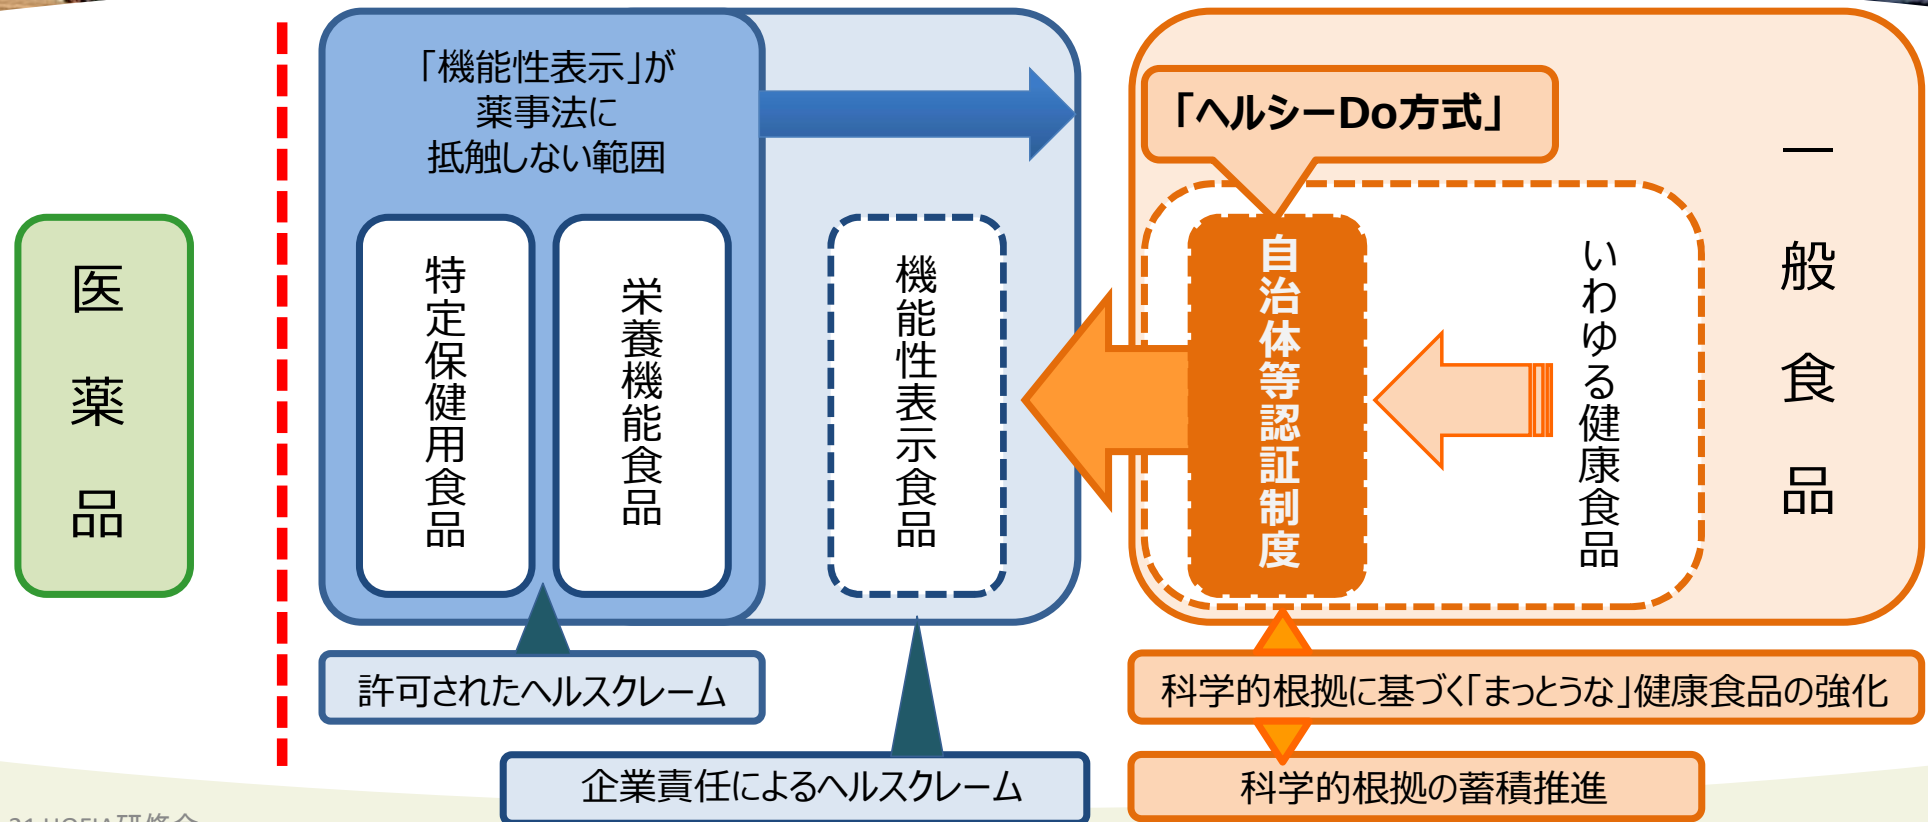 「機能性表示」が
薬事法に
抵触しない範囲
「ヘルシーDo方式」
医薬品
特定保健用食品
栄養機能食品
機能性表示食品
自治体等認証制度
いわゆる健康食品
一般食品
許可されたヘルスクレーム
科学的根拠に基づく「まっとうな」健康食品の強化
企業責任によるヘルスクレーム
科学的根拠の蓄積推進